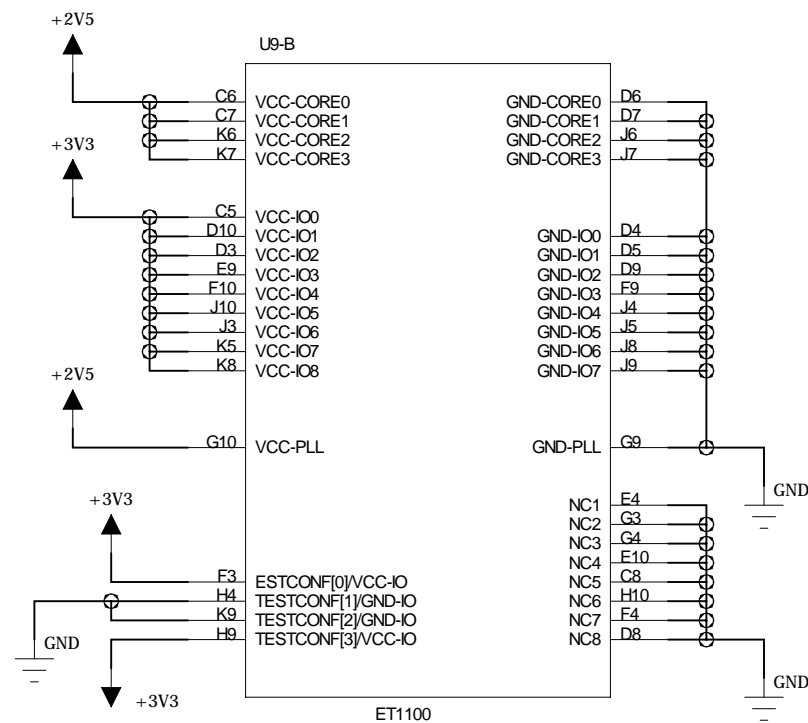 +2V5
U9-B
C6 VCC-CORE0 GND-CORE0 D6
C7 VCC-CORE1 GND-CORE1 D7
K6 VCC-CORE2 GND-CORE2 J6
K7 VCC-CORE3 GND-CORE3 J7
+3V3
C5 VCC-IO0
D10 VCC-IO1 GND-IO0 D4
D3 VCC-IO2 GND-IO1 D5
E9 VCC-IO3 GND-IO2 D9
F10 VCC-IO4 GND-IO3 F9
J10 VCC-IO5 GND-IO4 J4
J3 VCC-IO6 GND-IO5 J5
K5 VCC-IO7 GND-IO6 J8
K8 VCC-IO8 GND-IO7 J9
+2V5
G10 VCC-PLL GND-PLL G9
GND
+3V3
NC1 E4
NC2 G3
NC3 G4
NC4 E10
F3 ESTCONF[0]/VCC-IO NC5 C8
H4 TESTCONF[1]/GND-IO NC6 H10
K9 TESTCONF[2]/GND-IO NC7 F4
H9 TESTCONF[3]/VCC-IO NC8 D8
GND
GND
+3V3
ET1100